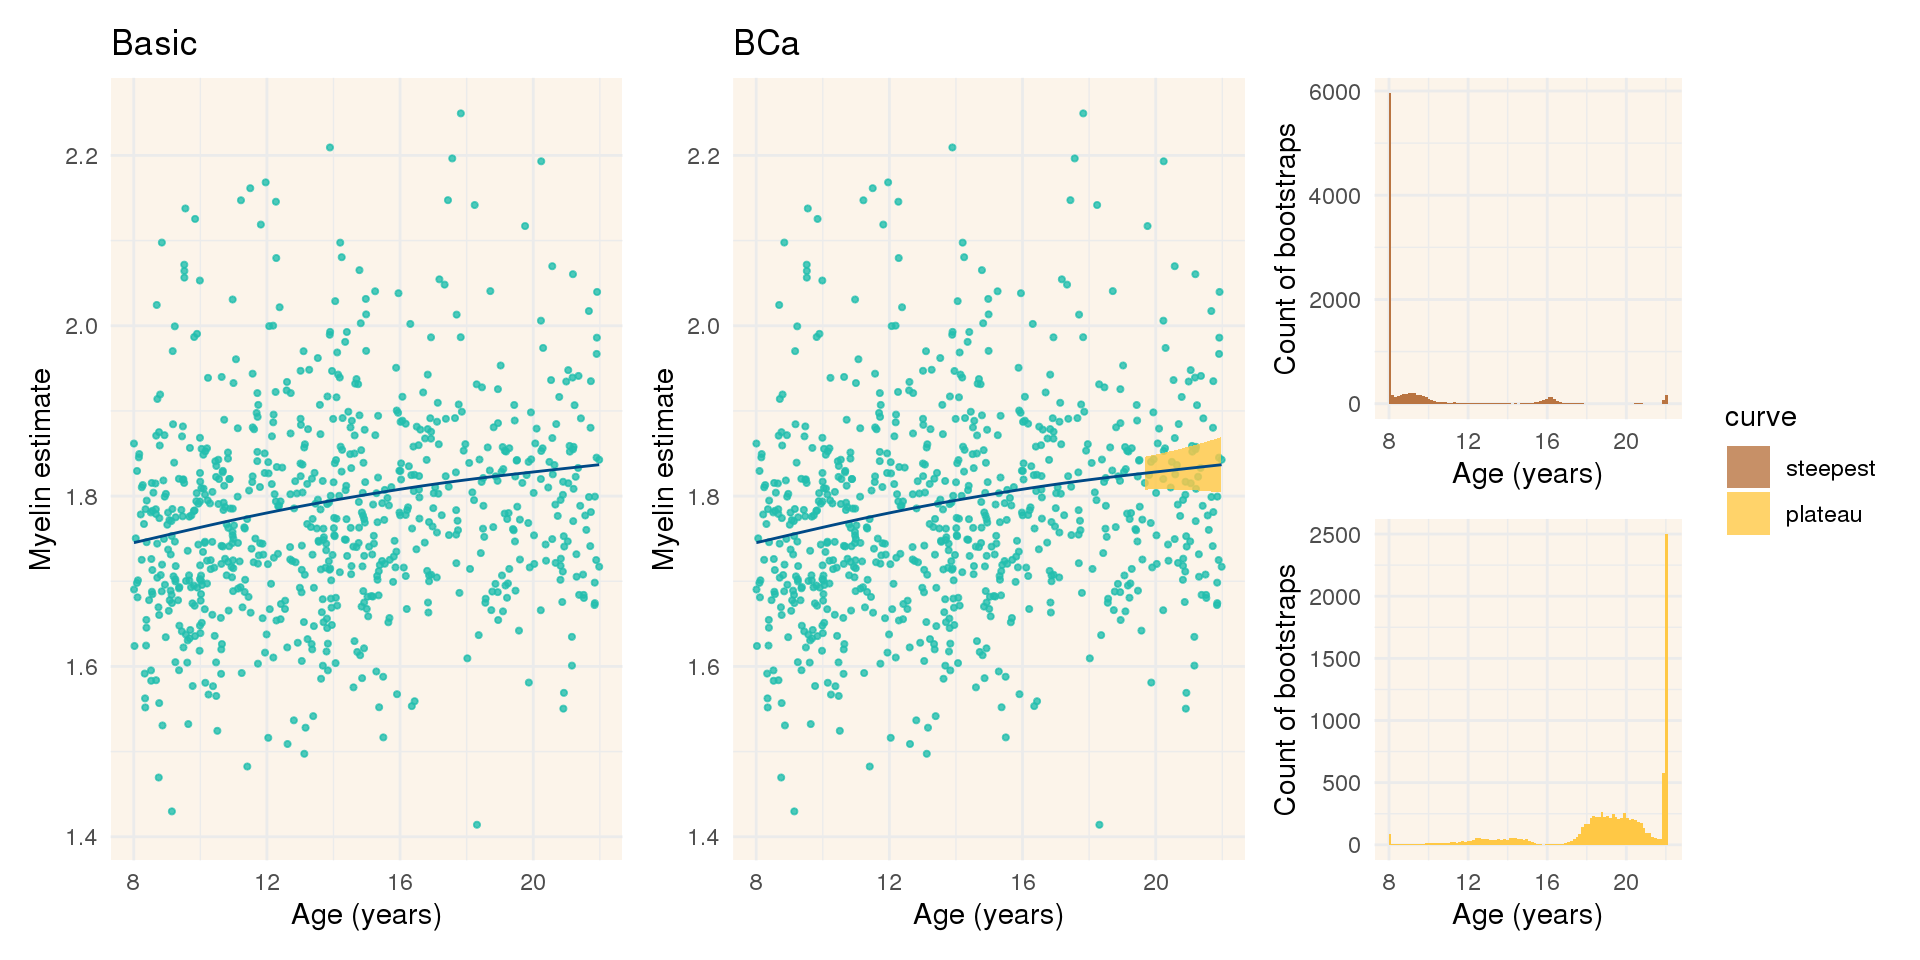 Basic
Myelin estimate
2.2
2.0
1.8
1.6
1.4
8 12 16 20
Age (years)
BCa
Myelin estimate
2.2
2.0
1.8
1.6
1.4
8 12 16 20
Age (years)
Count of bootstraps
6000
4000
2000
0
8 12 16 20
Age (years)
Count of bootstraps
2500
2000
1500
1000
500
0
8 12 16 20
Age (years)
curve
steepest
plateau